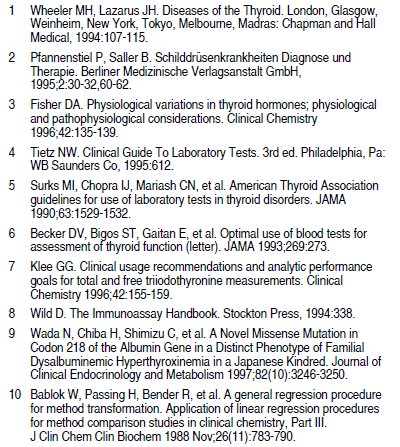 1 Wheeler MH, Lazarus JH. Diseases of the Thyroid. London, Glasgow,
Weinheim, New York, Tokyo, Melbourne, Madras: Chapman and Hall
Medical, 1994:107-115.
2 Pfannenstiel P, Saller B. Schilddrüsenkrankheiten Diagnose und
Therapie. Berliner Medizinische Verlagsanstalt GmbH,
1995;2:30-32,60-62.
3 Fisher DA. Physiological variations in thyroid hormones; physiological
and pathophysiological considerations. Clinical Chemistry
1996;42:135-139.
4 Tietz NW. Clinical Guide To Laboratory Tests. 3rd ed. Philadelphia, Pa:
WB Saunders Co, 1995:612.
5 Surks MI, Chopra IJ, Mariash CN, et al. American Thyroid Association
guidelines for use of laboratory tests in thyroid disorders. JAMA
1990;63:1529-1532.
6 Becker DV, Bigos ST, Gaitan E, et al. Optimal use of blood tests for
assessment of thyroid function (letter). JAMA 1993;269:273.
7 Klee GG. Clinical usage recommendations and analytic performance
goals for total and free triiodothyronine measurements. Clinical
Chemistry 1996;42:155-159.
8 Wild D. The Immunoassay Handbook. Stockton Press, 1994:338.
9 Wada N, Chiba H, Shimizu C, et al. A Novel Missense Mutation in
Codon 218 of the Albumin Gene in a Distinct Phenotype of Familial
Dysalbuminemic Hyperthyroxinemia in a Japanese Kindred. Journal of
Clinical Endocrinology and Metabolism 1997;82(10):3246-3250.
10 Bablok W, Passing H, Bender R, et al. A general regression procedure
for method transformation. Application of linear regression procedures
for method comparison studies in clinical chemistry, Part III.
J Clin Chem Clin Biochem 1988 Nov;26(11):783-790.